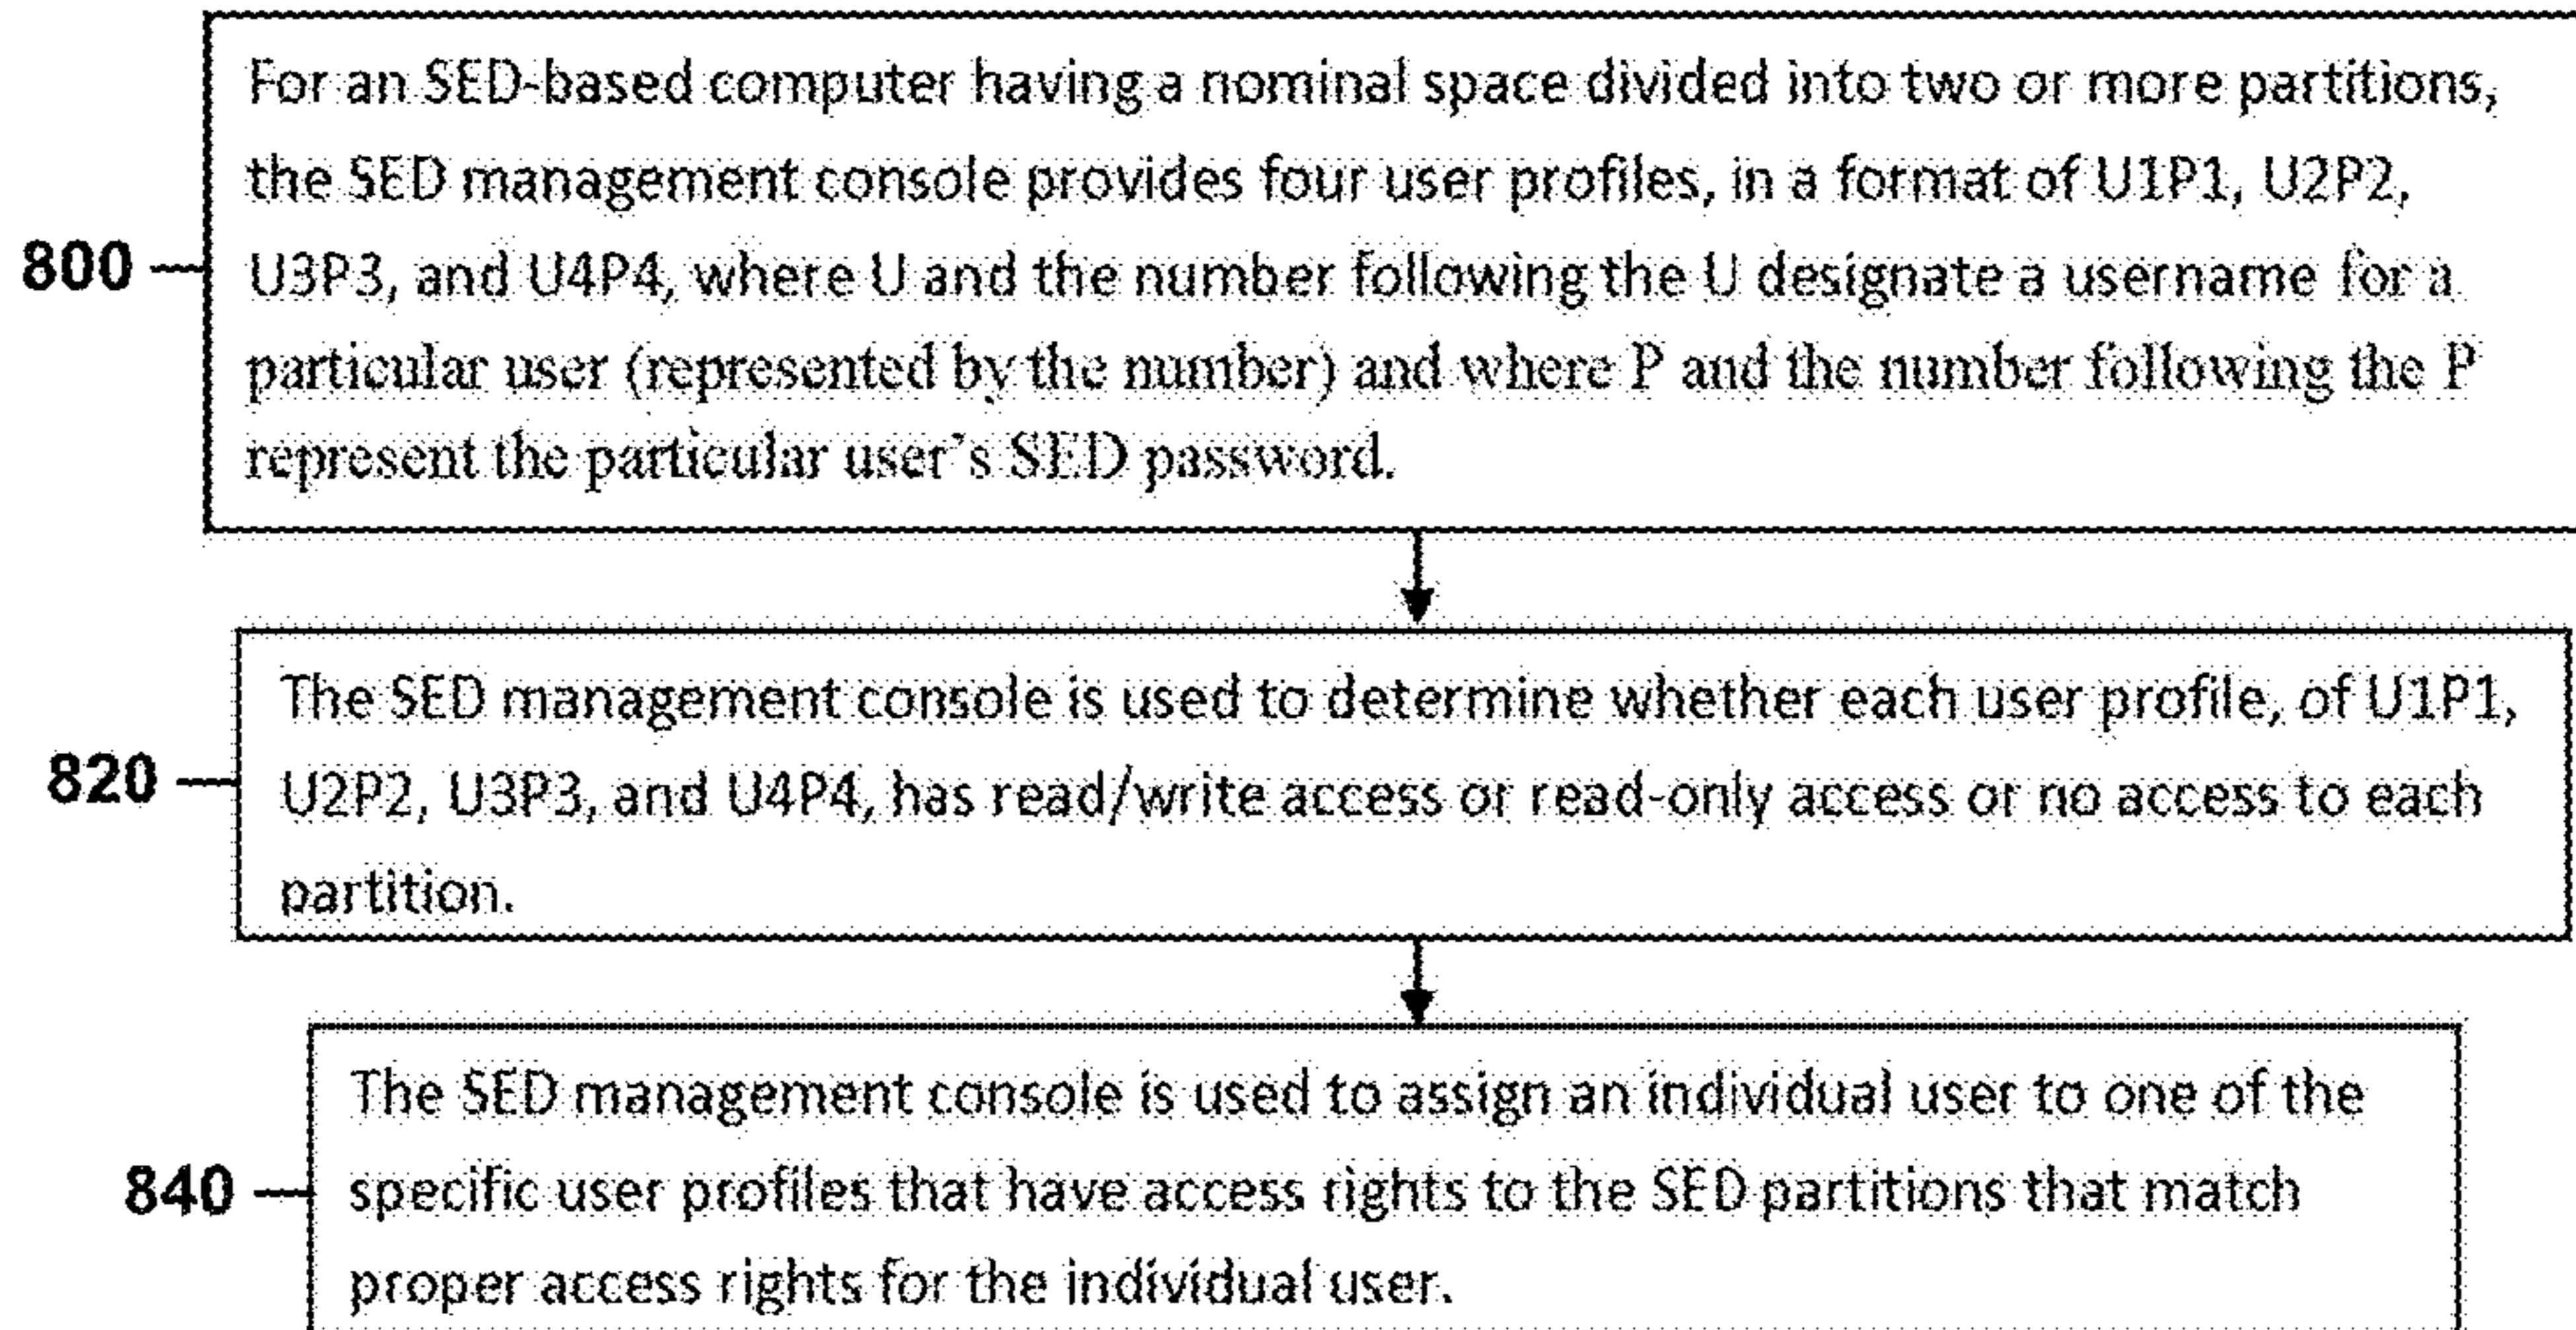 For an SED-based computer having a nominal space divided into two or more partitions,
the SED management console provides four user profiles, in a format of U1P1, U2P2,
800
U3P3, and U4P4, where U and the number following the U designate a username for a
particular user (represented by the number) and where P and the number following the P
represent the particular user's SED password.
The SED management console is used to determine whether each user profile, of U1P1,
820
U2P2, U3P3, and U4P4, has read/write access or read-only access or no access to each
partition.
The SED management console is used to assign an individual user to one of the
840
specific user profiles that have access rights to the SED partitions that match
proper access rights for the individual user.